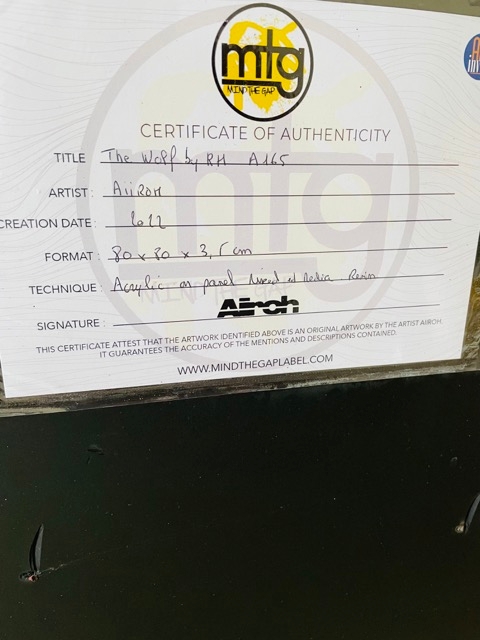 mtg
MIND THE GAP
CERTIFICATE OF AUTHENTICITY
TITLE The Wolf by RH A165
ARTIST :
CREATION DATE :
FORMAT : 80 x 80 x 3,5 cm
TECHNIQUE : Acrylic on panel Mixed Media Resin
SIGNATURE : Airoh
THIS CERTIFICATE ATTEST THAT THE ARTWORK IDENTIFIED ABOVE IS AN ORIGINAL ARTWORK BY THE ARTIST AIROH.
IT GUARANTEES THE ACCURACY OF THE MENTIONS AND DESCRIPTIONS CONTAINED.
WWW.MINDTHEGAPLABEL.COM